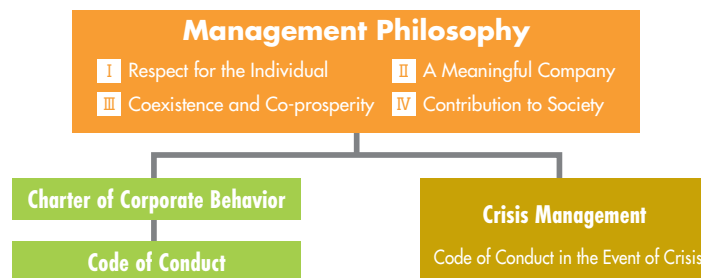 Management Philosophy
Ⅰ Respect for the Individual
Ⅱ A Meaningful Company
Ⅲ Coexistence and Co-prosperity
Ⅳ Contribution to Society
Charter of Corporate Behavior
Code of Conduct
Crisis Management
Code of Conduct in the Event of Crisis